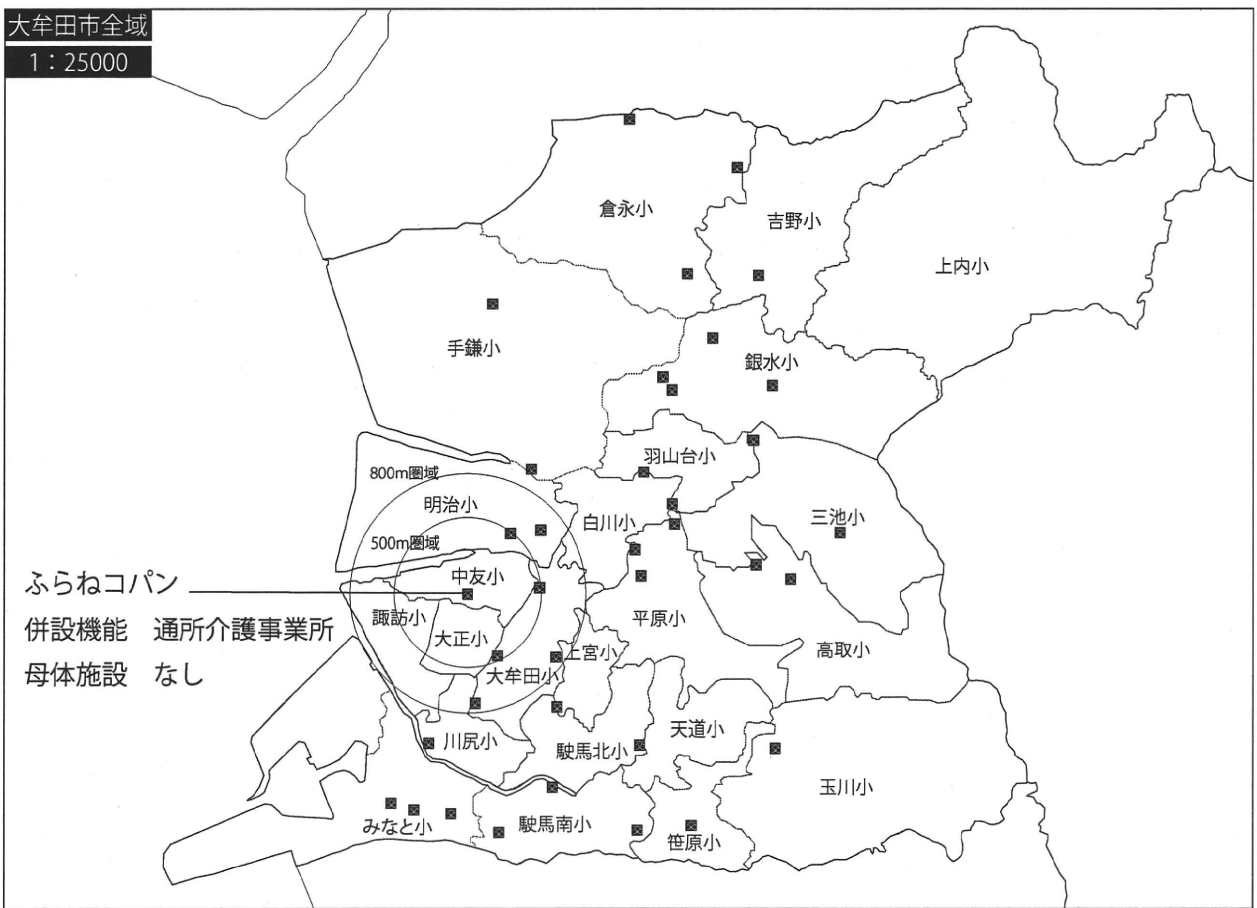 大牟田市全域
1：25000
倉永小
吉野小
上内小
手鎌小
銀水小
羽山台小
800m圏域
明治小
白川小
三池小
500m圏域
中友小
ふらねコパン
諏訪小
併設機能　通所介護事業所
大正小
平原小
上宮小
高取小
母体施設　なし
大牟田小
天道小
川尻小
駛馬北小
玉川小
みなと小
駛馬南小
笹原小